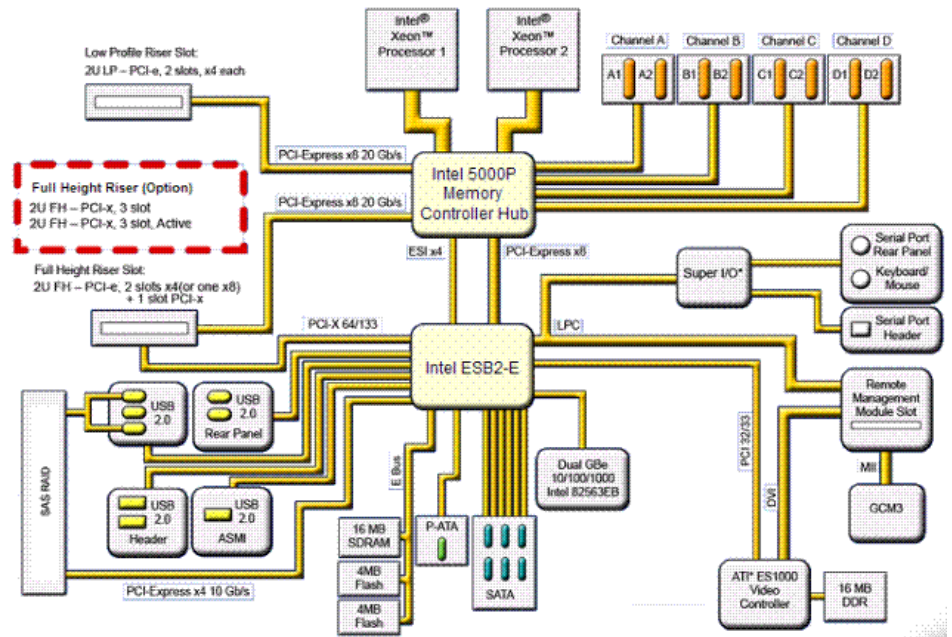 Intel®
Xeon™
Processor 1
Intel®
Xeon™
Processor 2
Channel A
Channel B
Channel C
Channel D
A1 A2
B1 B2
C1 C2
D1 D2
Low Profile Riser Slot:
2U LP – PCI-e, 2 slots, x4 each
PCI-Express x8 20 Gb/s
Intel 5000P
Memory
Controller Hub
Full Height Riser (Option)
2U FH – PCI-x, 3 slot
2U FH – PCI-x, 3 slot, Active
PCI-Express x8 20 Gb/s
ESI x4
PCI-Express x8
Full Height Riser Slot:
2U FH – PCI-e, 2 slots x4(or one x8)
+ 1 slot PCI-x
Super I/O*
Serial Port
Rear Panel
Keyboard/
Mouse
Serial Port
Header
PCI-X 64/133
LPC
Intel ESB2-E
USB
2.0
USB
2.0
Rear Panel
Remote
Management
Module Slot
SAS RAID
E Bus
Dual GBe
10/100/1000
Intel 82563EB
PCI 32/33
DVI
MII
GCM3
USB
2.0
Header
USB
2.0
ASMI
16 MB
SDRAM
P-ATA
4MB
Flash
4MB
Flash
SATA
PCI-Express x4 10 Gb/s
ATI* ES1000
Video
Controller
16 MB
DDR